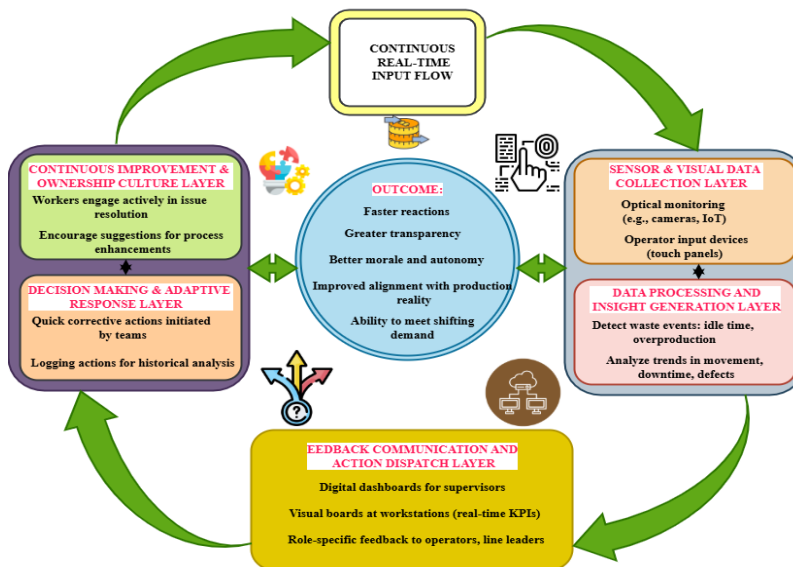 CONTINUOUS
REAL-TIME
INPUT FLOW
CONTINUOUS IMPROVEMENT &
OWNERSHIP CULTURE LAYER
Workers engage actively in issue
resolution
Encourage suggestions for process
enhancements
DECISION MAKING & ADAPTIVE
RESPONSE LAYER
Quick corrective actions initiated
by teams
Logging actions for historical analysis
OUTCOME:
Faster reactions
Greater transparency
Better morale and autonomy
Improved alignment with production
reality
Ability to meet shifting
demand
SENSOR & VISUAL DATA
COLLECTION LAYER
Optical monitoring
(e.g., cameras, IoT)
Operator input devices
(touch panels)
DATA PROCESSING AND
INSIGHT GENERATION LAYER
Detect waste events: idle time,
overproduction
Analyze trends in movement,
downtime, defects
?
EEDBACK COMMUNICATION AND
ACTION DISPATCH LAYER
Digital dashboards for supervisors
Visual boards at workstations (real-time KPIs)
Role-specific feedback to operators, line leaders